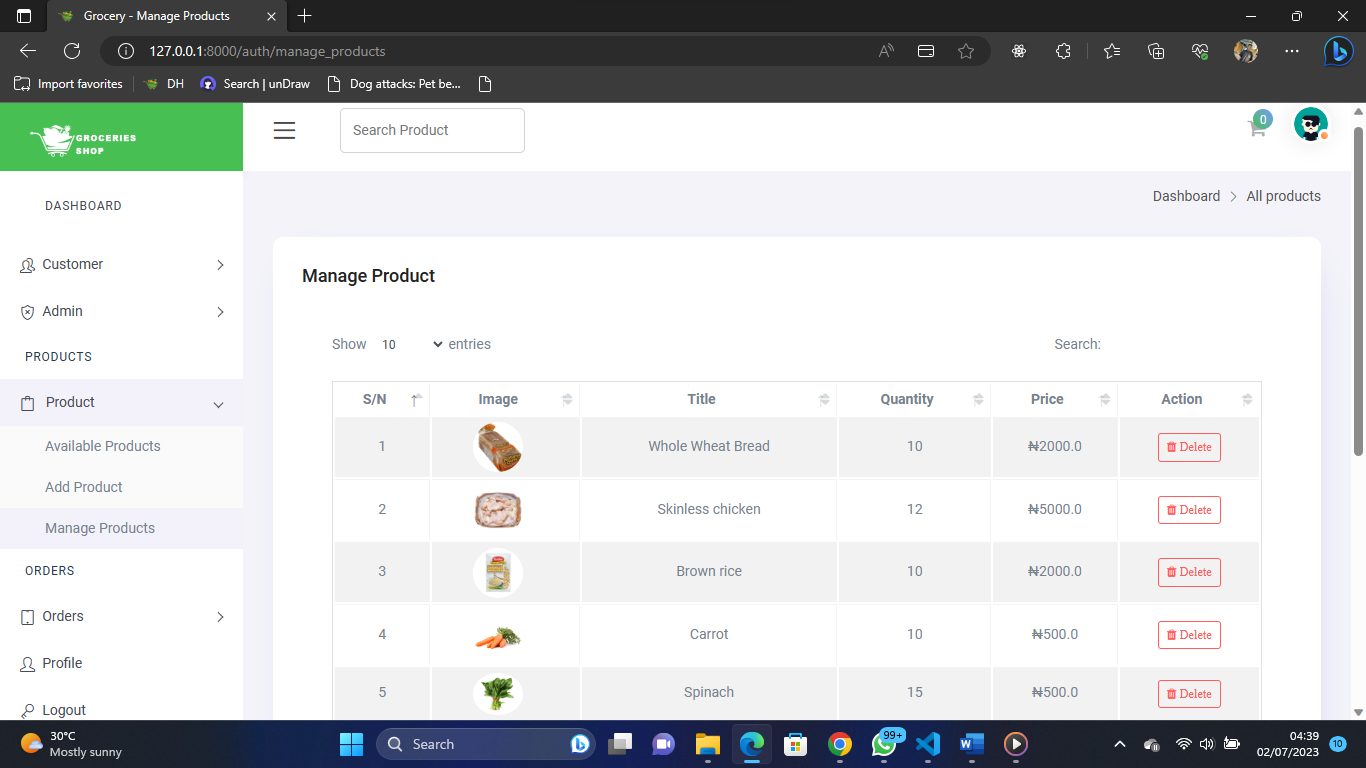 Grocery - Manage Products
127.0.0.1:8000/auth/manage_products
Import favorites DH Search | unDraw Dog attacks: Pet be...
GROCERIES
SHOP
Search Product
0
DASHBOARD
Dashboard > All products
Customer
Admin
PRODUCTS
Product
Available Products
Add Product
Manage Products
ORDERS
Orders
Profile
Logout
Manage Product
Show 10 entries
Search:
S/N Image Title Quantity Price Action
1 Whole Wheat Bread 10 ₦2000.0 Delete
2 Skinless chicken 12 ₦5000.0 Delete
3 Brown rice 10 ₦2000.0 Delete
4 Carrot 10 ₦500.0 Delete
5 Spinach 15 ₦500.0 Delete
30°C
Mostly sunny
Search
99+
04:39
02/07/2023
10